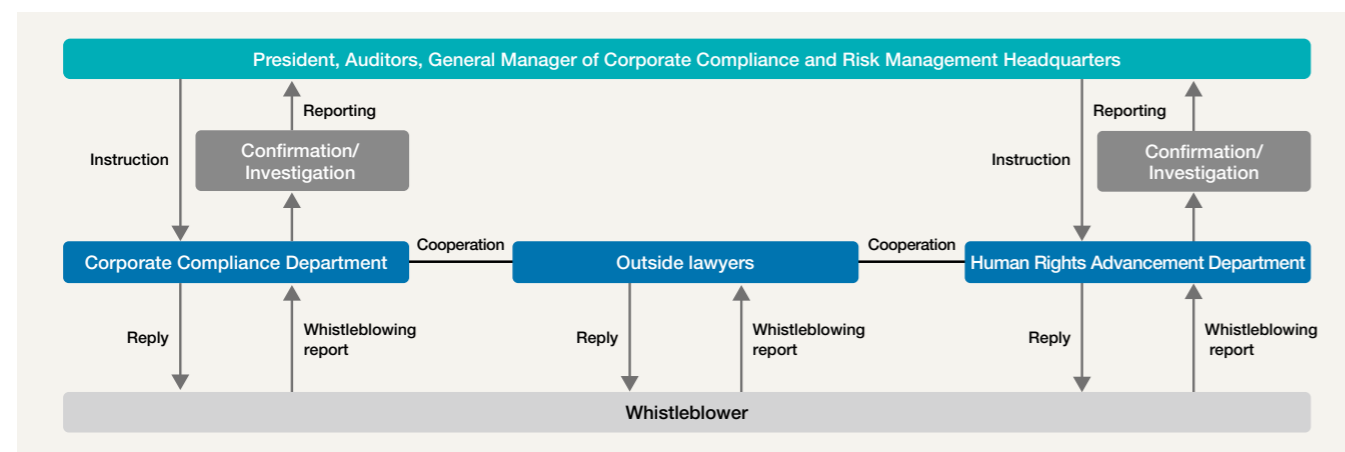 President, Auditors, General Manager of Corporate Compliance and Risk Management Headquarters
Reporting
Reporting
Instruction
Confirmation/
Investigation
Instruction
Confirmation/
Investigation
Corporate Compliance Department
Cooperation
Outside lawyers
Cooperation
Human Rights Advancement Department
Reply
Whistleblowing
report
Reply
Whistleblowing
report
Reply
Whistleblowing
report
Whistleblower